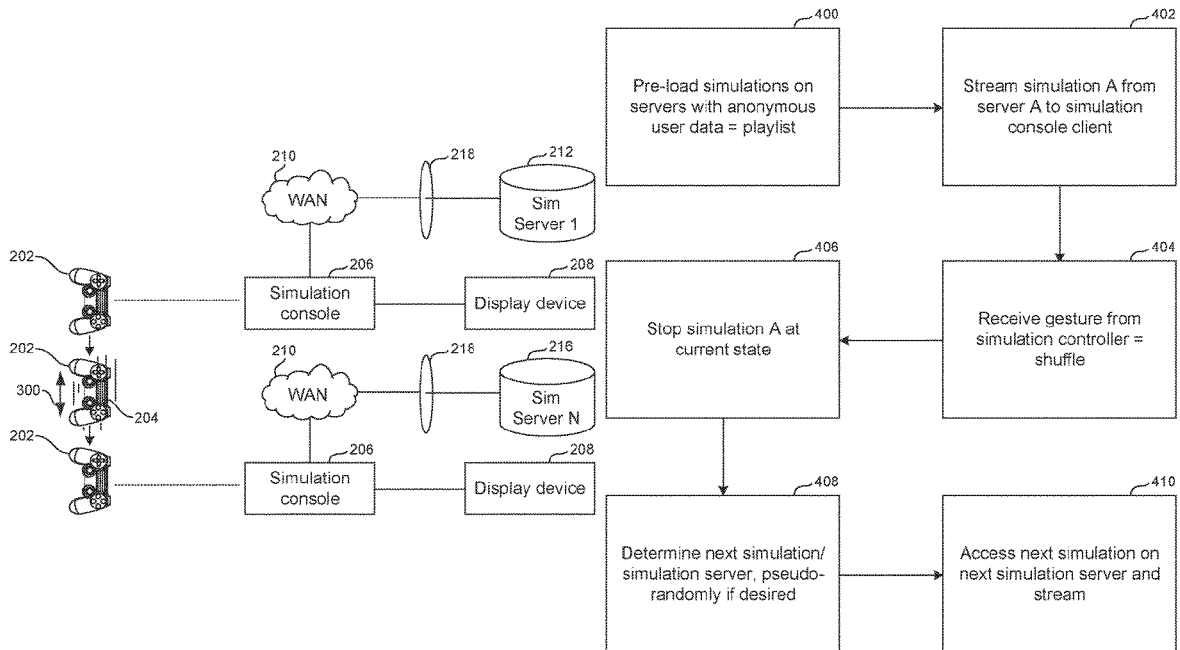 210
WAN
218
212
Sim
Server 1
202
206
Simulation
console
208
Display device
202
300
204
210
WAN
218
216
Sim
Server N
202
206
Simulation
console
208
Display device
400
Pre-load simulations on
servers with anonymous
user data = playlist
402
Stream simulation A from
server A to simulation
console client
404
Receive gesture from
simulation controller =
shuffle
406
Stop simulation A at
current state
408
Determine next simulation/
simulation server, pseudo-
randomly if desired
410
Access next simulation on
next simulation server and
stream